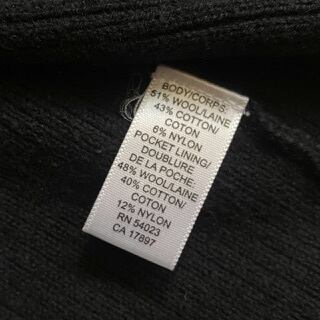 BODY/CORPS:
51% WOOL/LAINE
43% COTTON/
COTON
6% NYLON
POCKET LINING/
DOUBLURE
DE LA POCHE:
48% WOOL/LAINE
40% COTTON/
COTON
12% NYLON
RN 54023
CA 17897